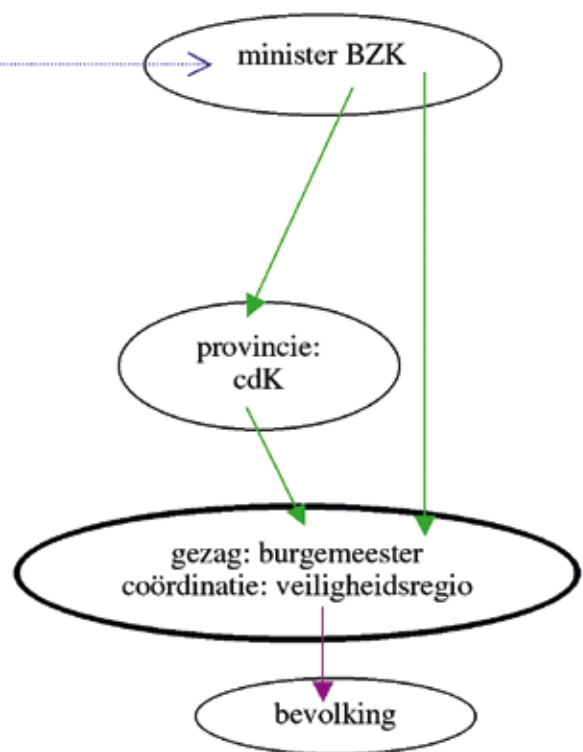 minister BZK
provincie:
cdK
gezag: burgemeester
coördinatie: veiligheidsregio
bevolking